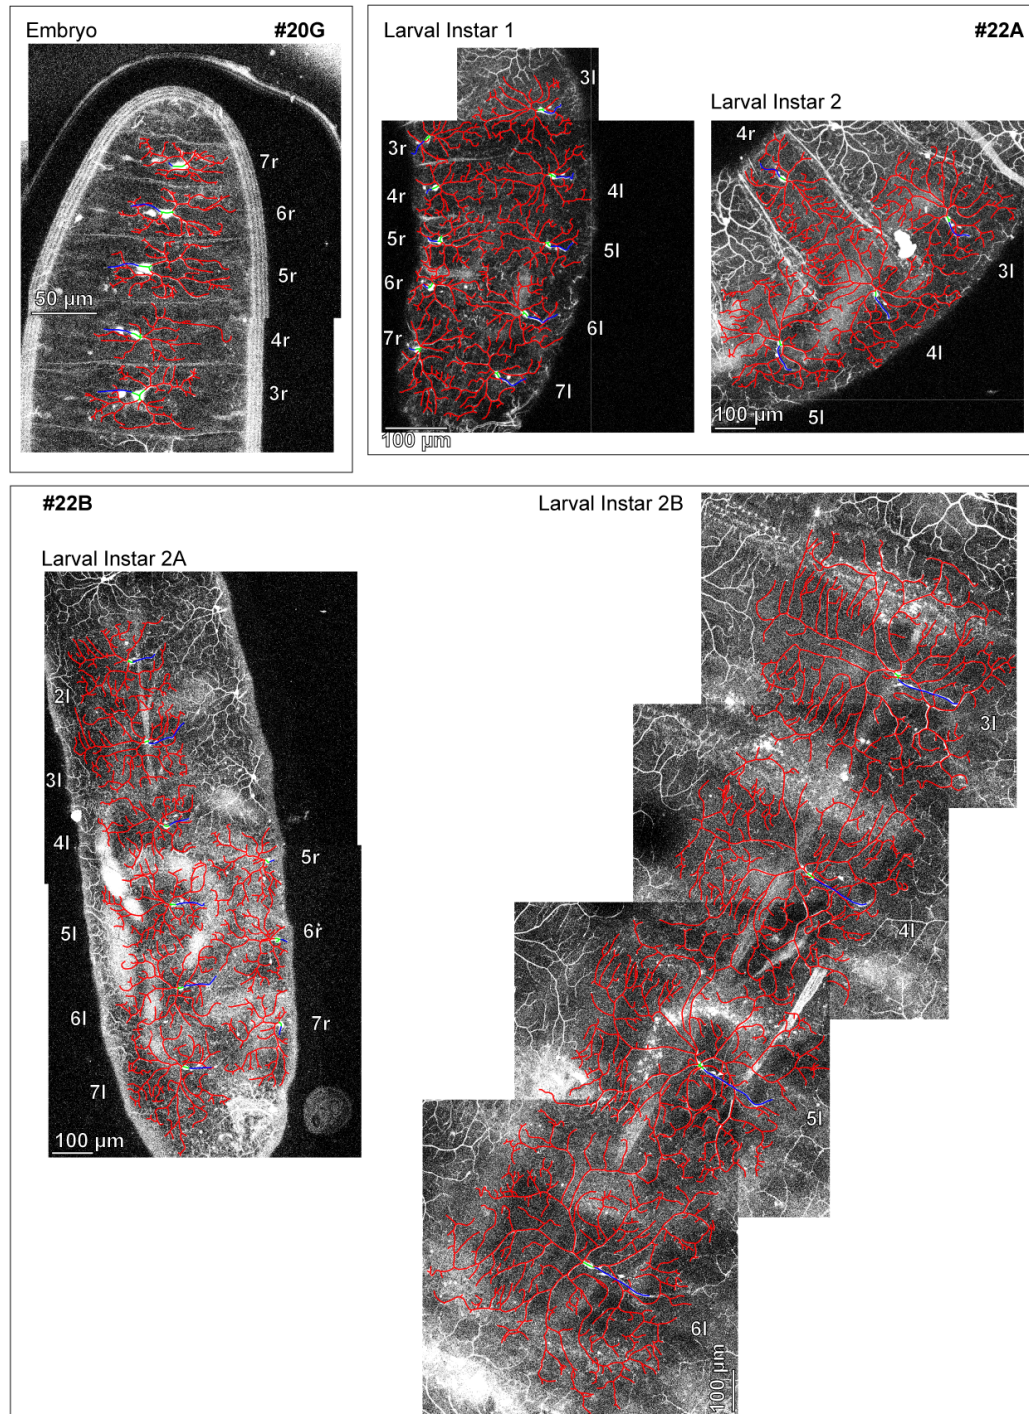 Embryo #20G
7r
6r
5r
50 µm
4r
3r
Larval Instar 1 #22A
3l
3r
4r
4l
5r
5l
6r
6l
7r
7l
100 µm
Larval Instar 2
4r
3l
4l
100 µm
5l
#22B
Larval Instar 2A
2l
3l
4l
5r
5l
6r
6l
7r
7l
100 µm
Larval Instar 2B
3l
4l
5l
6l
100 µm